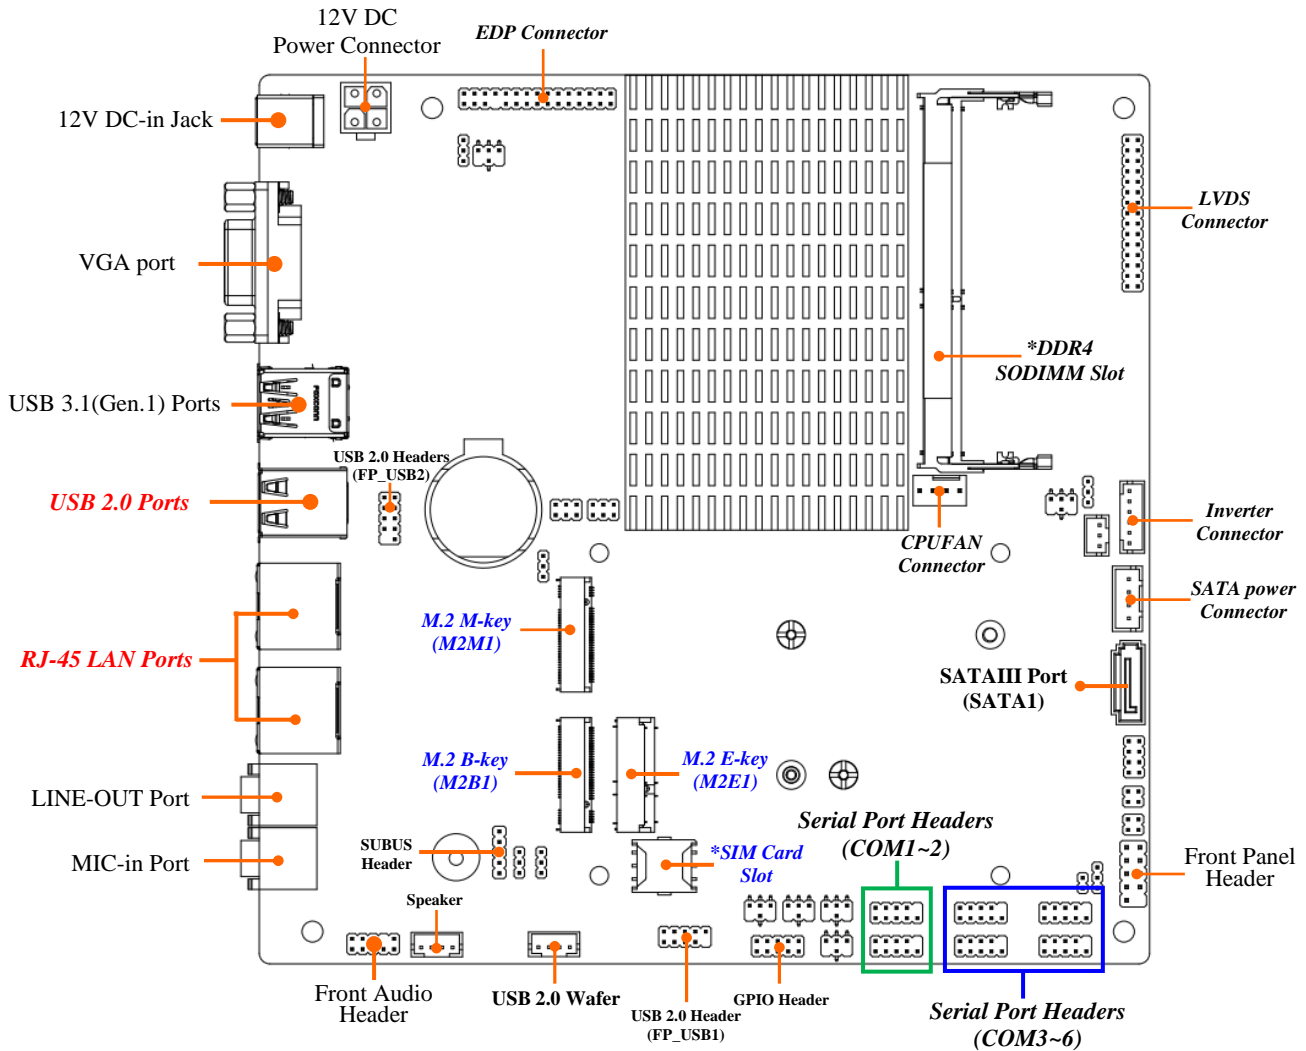 12V DC
Power Connector
EDP Connector
12V DC-in Jack
LVDS
Connector
VGA port
*DDR4
SODIMM Slot
USB 3.1(Gen.1) Ports
FOXCONN
USB 2.0 Headers
(FP_USB2)
USB 2.0 Ports
Inverter
Connector
CPUFAN
Connector
SATA power
Connector
M.2 M-key
(M2M1)
RJ-45 LAN Ports
SATAIII Port
(SATA1)
M.2 B-key
(M2B1)
M.2 E-key
(M2E1)
LINE-OUT Port
Serial Port Headers
(COM1~2)
SUBUS
Header
*SIM Card
Slot
MIC-in Port
Front Panel
Header
Speaker
Front Audio
Header
USB 2.0 Wafer
USB 2.0 Header
(FP_USB1)
GPIO Header
Serial Port Headers
(COM3~6)